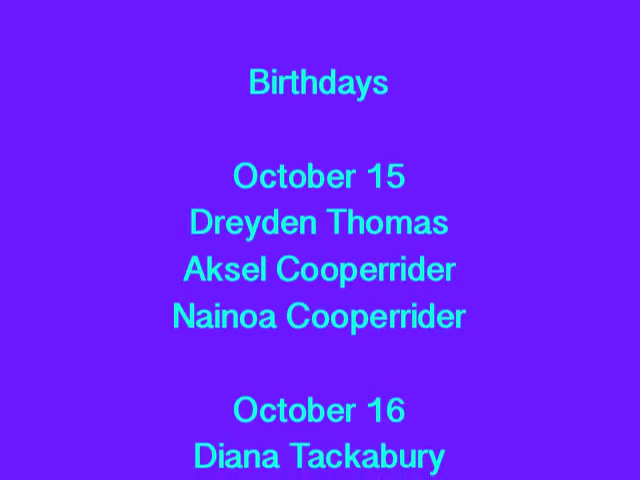 Birthdays
October 15
Dreyden Thomas
Aksel Cooperrider
Nainoa Cooperrider
October 16
Diana Tackabury